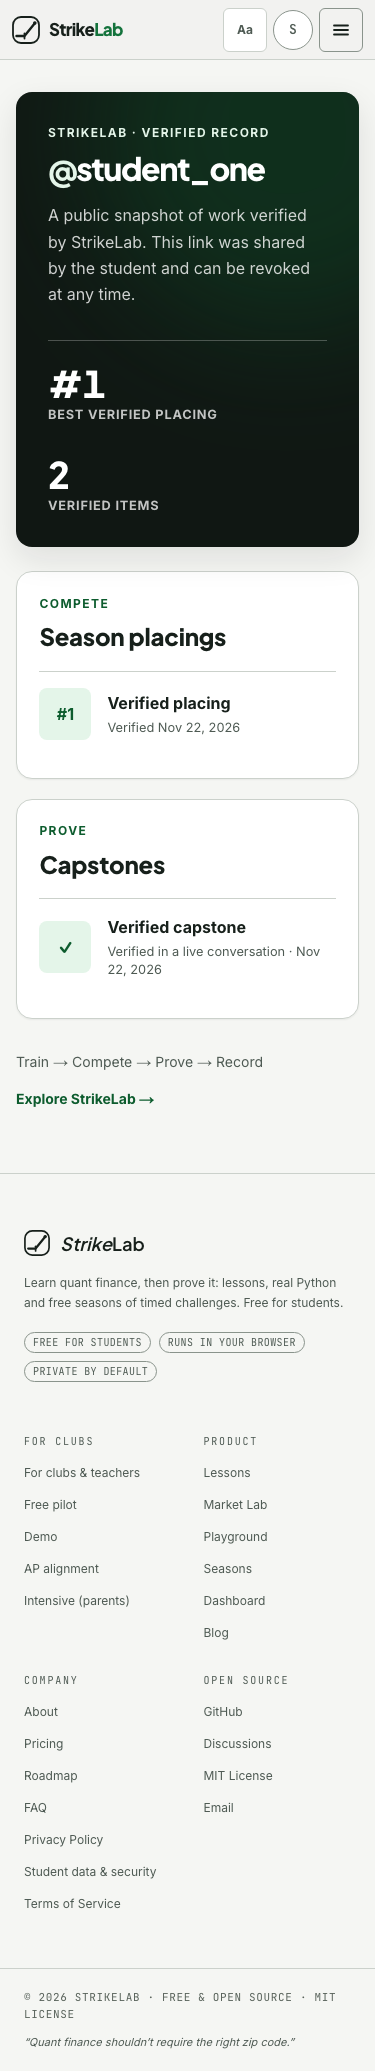 StrikeLab
Aa
S
STRIKELAB · VERIFIED RECORD
@student_one
A public snapshot of work verified
by StrikeLab. This link was shared
by the student and can be revoked
at any time.
#1
BEST VERIFIED PLACING
2
VERIFIED ITEMS
COMPETE
Season placings
#1
Verified placing
Verified Nov 22, 2026
PROVE
Capstones
Verified capstone
Verified in a live conversation · Nov
22, 2026
Train → Compete → Prove → Record
Explore StrikeLab →
StrikeLab
Learn quant finance, then prove it: lessons, real Python
and free seasons of timed challenges. Free for students.
FREE FOR STUDENTS
RUNS IN YOUR BROWSER
PRIVATE BY DEFAULT
FOR CLUBS
For clubs & teachers
Free pilot
Demo
AP alignment
Intensive (parents)
PRODUCT
Lessons
Market Lab
Playground
Seasons
Dashboard
Blog
COMPANY
About
Pricing
Roadmap
FAQ
Privacy Policy
Student data & security
Terms of Service
OPEN SOURCE
GitHub
Discussions
MIT License
Email
© 2026 STRIKELAB · FREE & OPEN SOURCE · MIT
LICENSE
“Quant finance shouldn’t require the right zip code.”